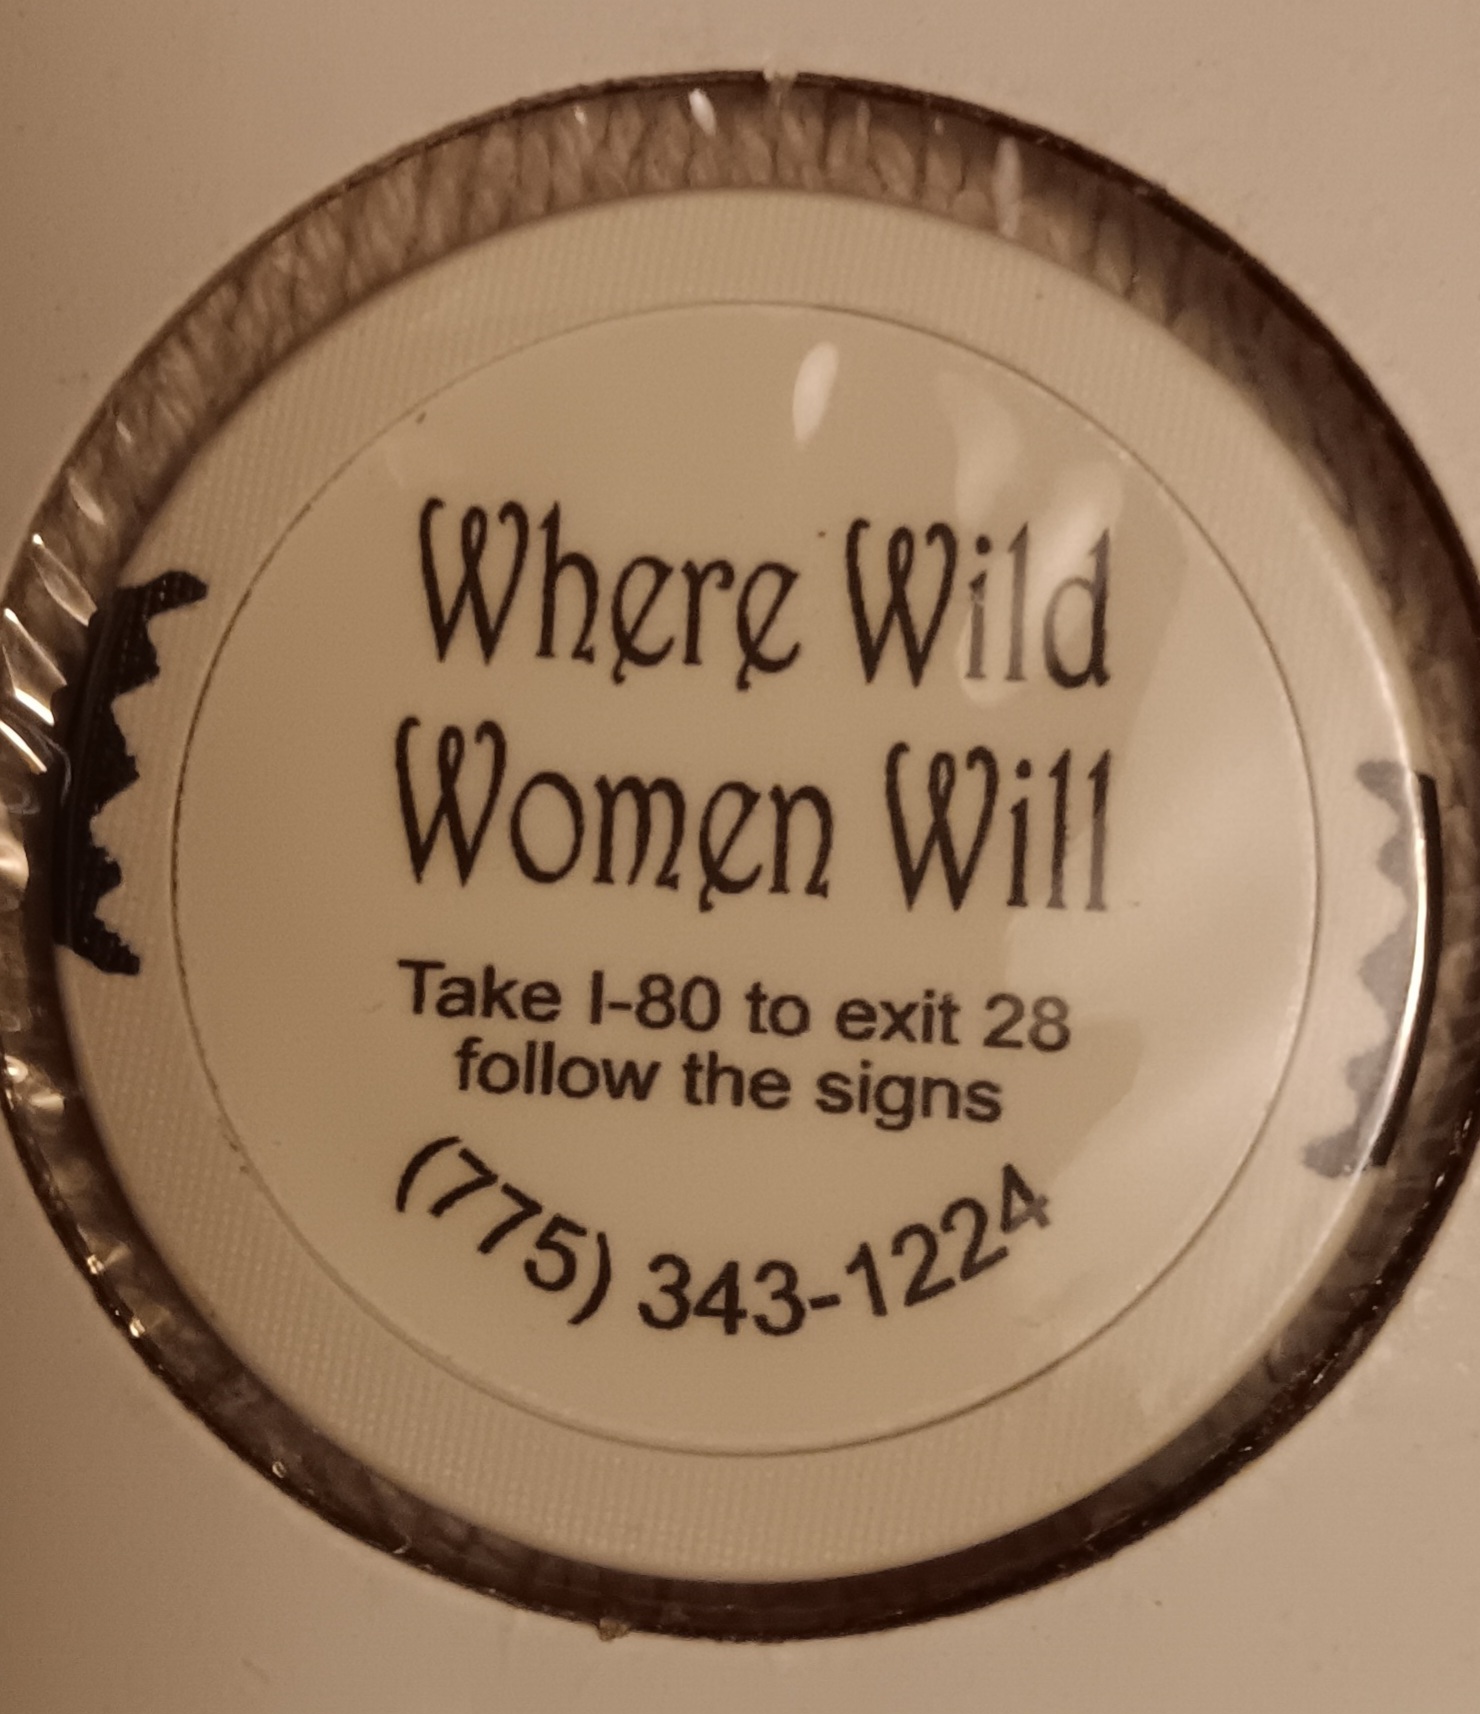 Where Wild
Women Will
Take I-80 to exit 28
follow the signs
(775) 343-1224